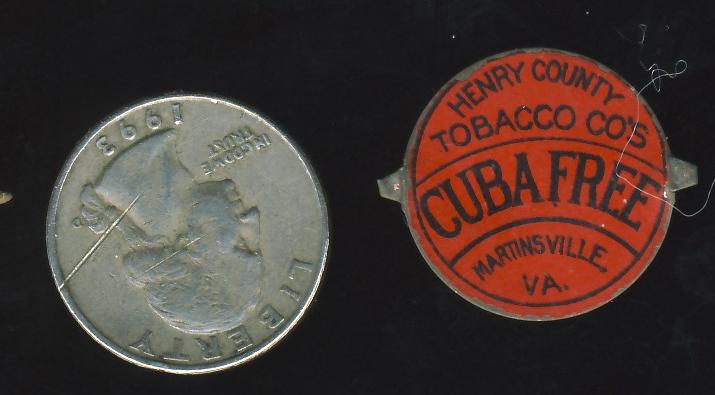 1993
IN GOD WE
TRUST
LIBERTY
HENRY COUNTY
TOBACCO CO'S
CUBA FREE
MARTINSVILLE,
VA.